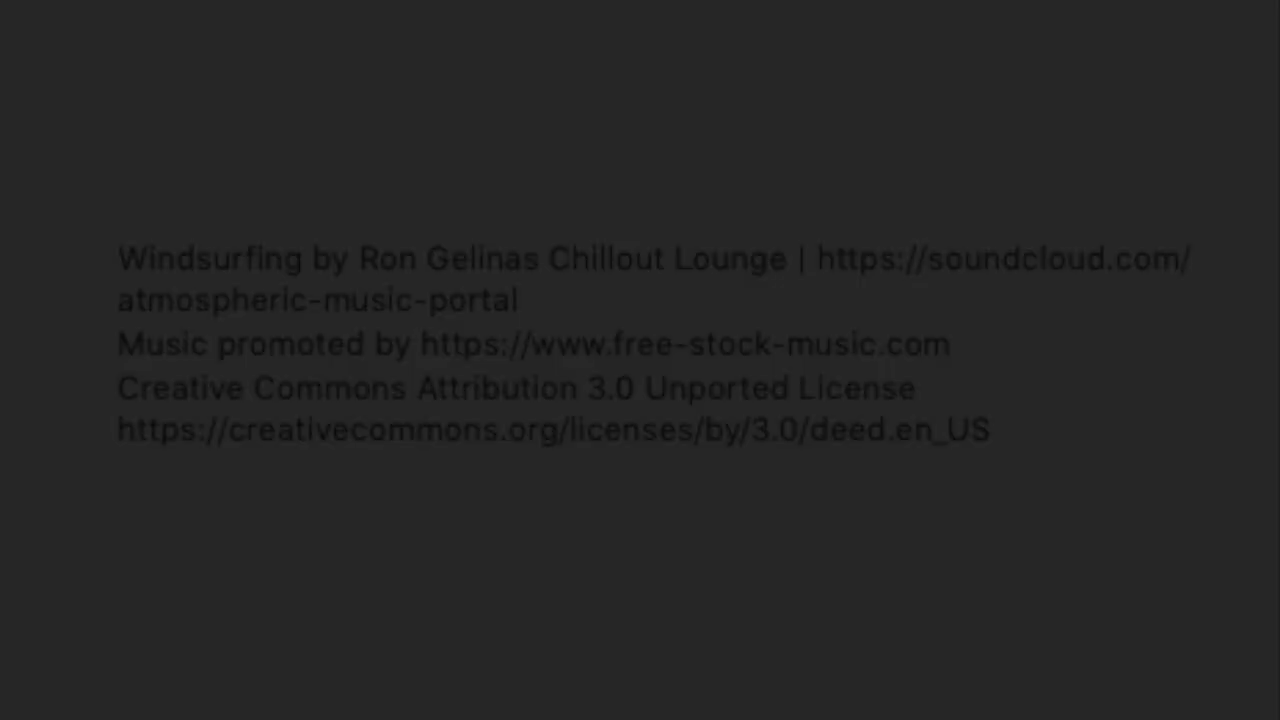 Windsurfing by Ron Gelinas Chillout Lounge | https://soundcloud.com/
atmospheric-music-portal
Music promoted by https://www.free-stock-music.com
Creative Commons Attribution 3.0 Unported License
https://creativecommons.org/licenses/by/3.0/deed.en_US